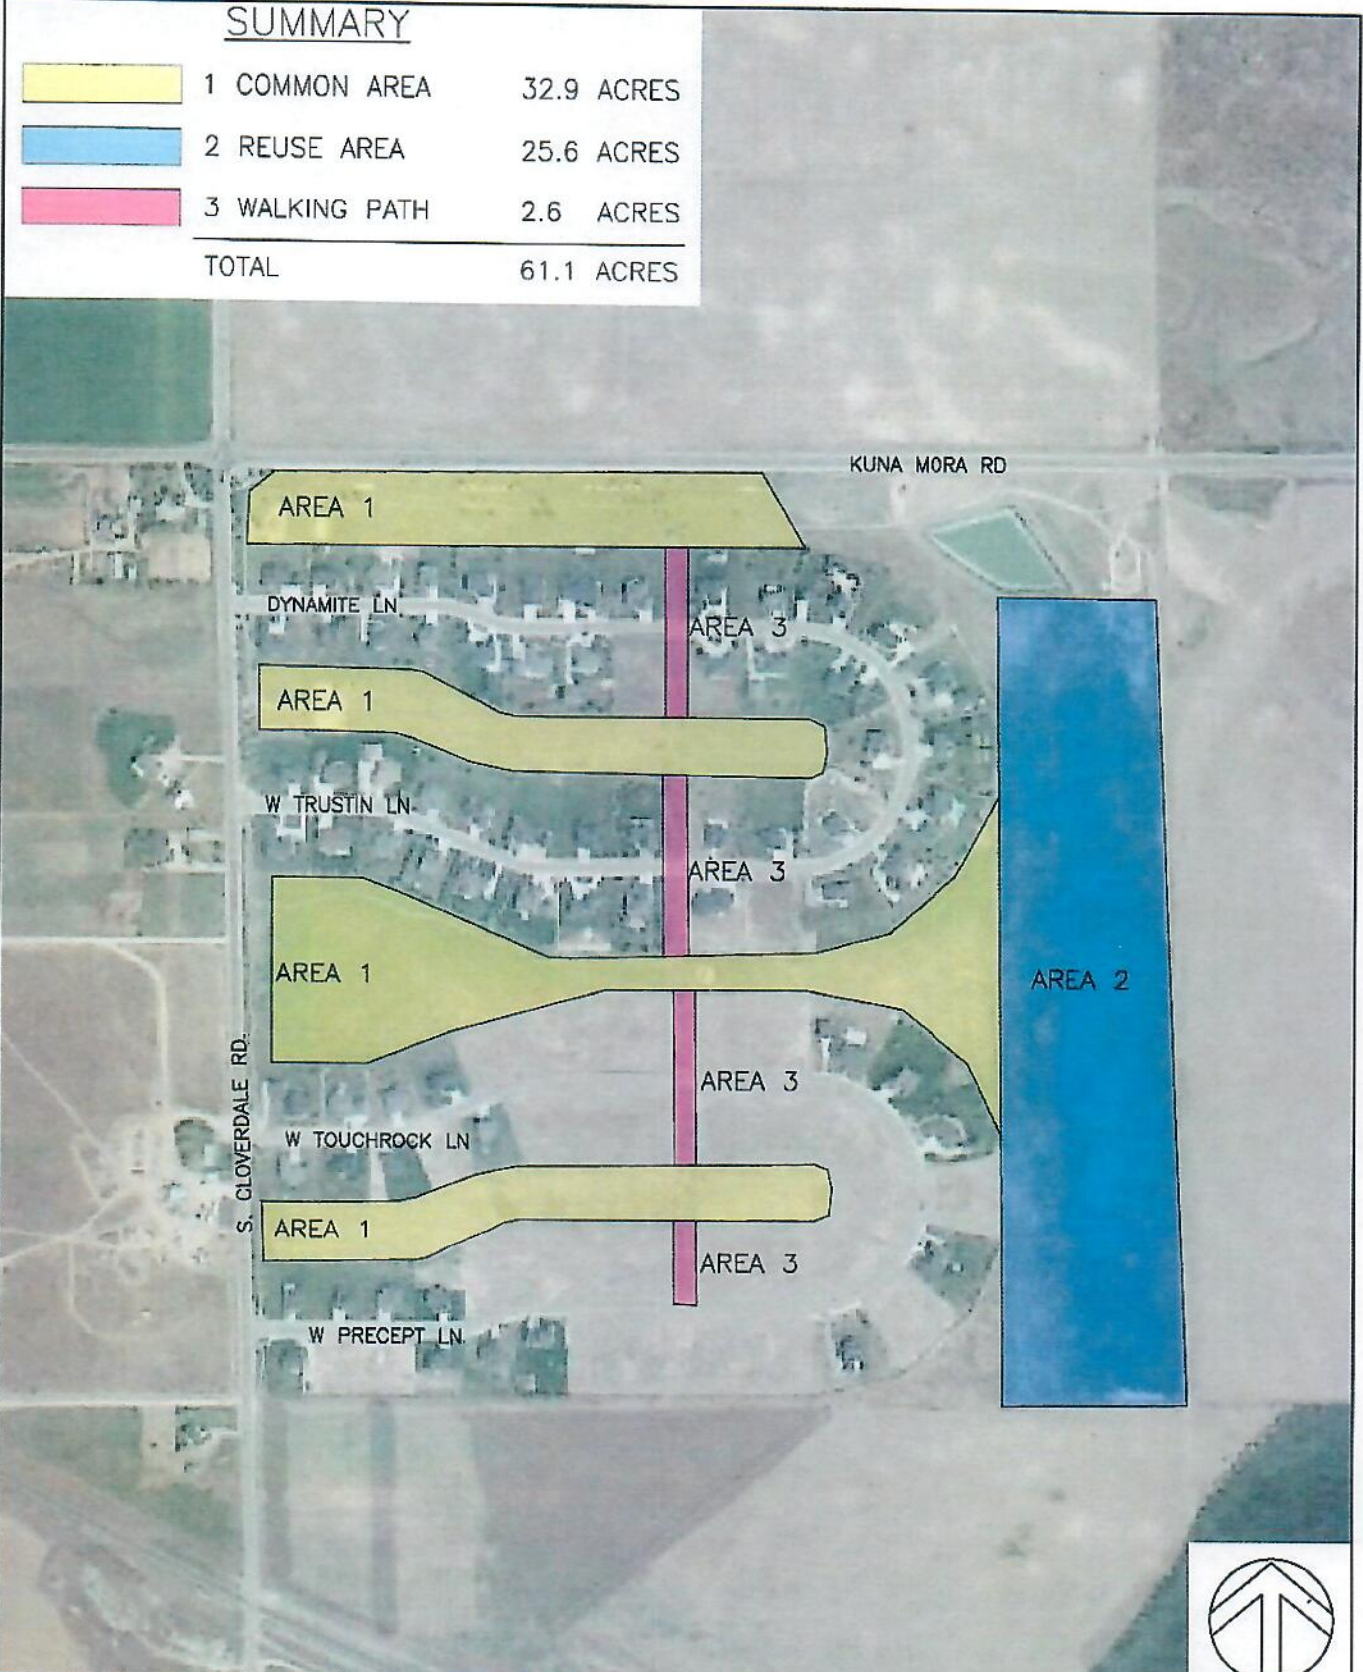 SUMMARY
1 COMMON AREA 32.9 ACRES
2 REUSE AREA 25.6 ACRES
3 WALKING PATH 2.6 ACRES
TOTAL 61.1 ACRES
KUNA MORA RD
AREA 1
DYNAMITE LN
AREA 3
AREA 1
W TRUSTIN LN.
AREA 3
AREA 1
AREA 2
S. CLOVERDALE RD.
AREA 3
W TOUCHROCK LN
AREA 1
AREA 3
W PRECEPT LN.